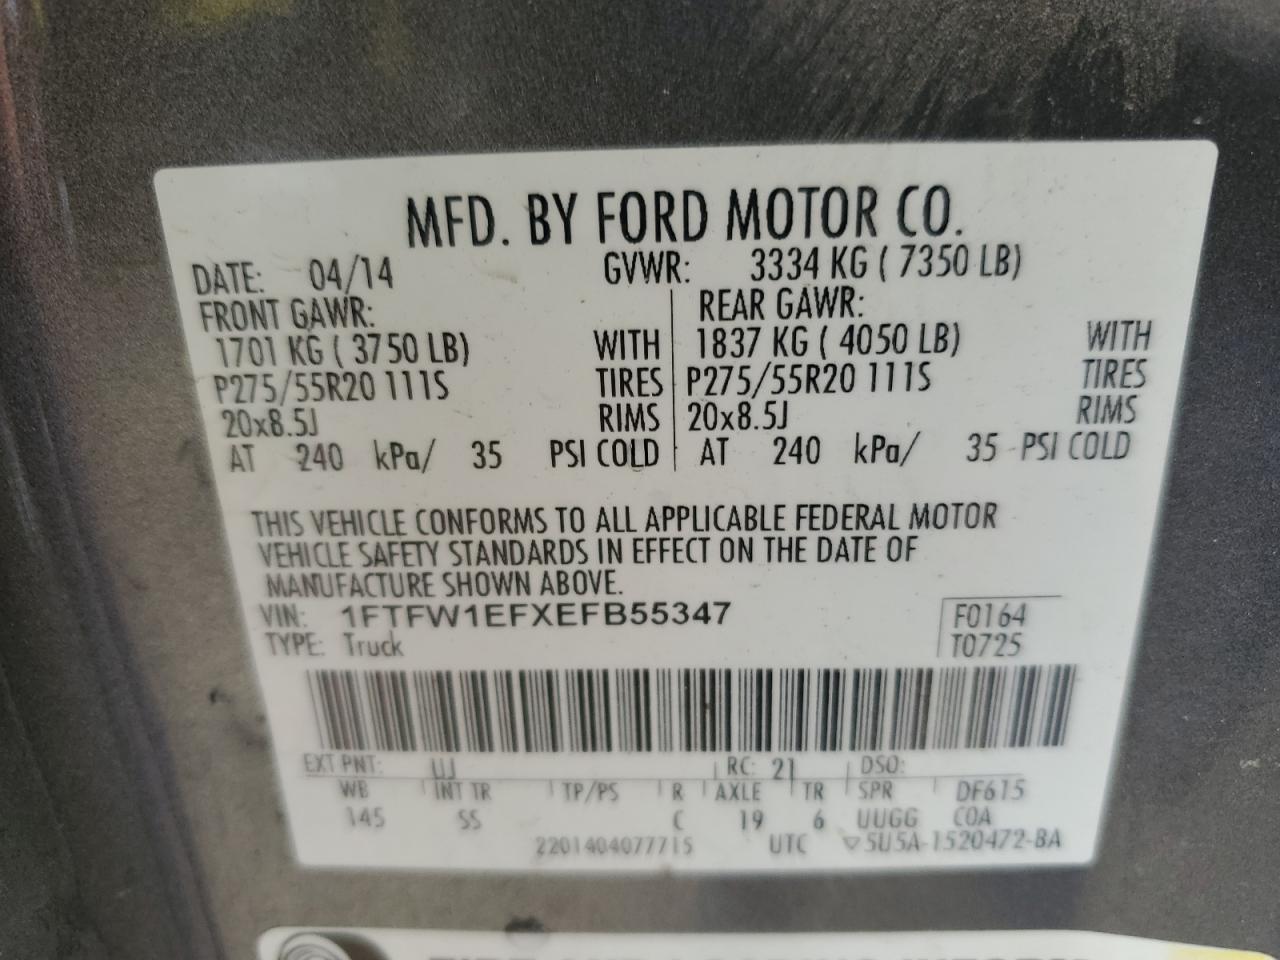 MFD. BY FORD MOTOR CO.
DATE: 04/14 GVWR: 3334 KG ( 7350 LB)
FRONT GAWR: REAR GAWR:
1701 KG ( 3750 LB) WITH 1837 KG ( 4050 LB) WITH
P275/55R20 111S TIRES P275/55R20 111S TIRES
20x8.5J RIMS 20x8.5J RIMS
AT 240 kPa/ 35 PSI COLD AT 240 kPa/ 35 PSI COLD
THIS VEHICLE CONFORMS TO ALL APPLICABLE FEDERAL MOTOR
VEHICLE SAFETY STANDARDS IN EFFECT ON THE DATE OF
MANUFACTURE SHOWN ABOVE.
VIN: 1FTFW1EFXEFB55347 F0164
TYPE: Truck T0725
EXT PNT: UJ RC: 21 DSO:
WB INT TR TP/PS R AXLE TR SPR DF615
145 SS C 19 6 UUGG COA
2201404077715 UTC ▽5U5A-1520472-BA